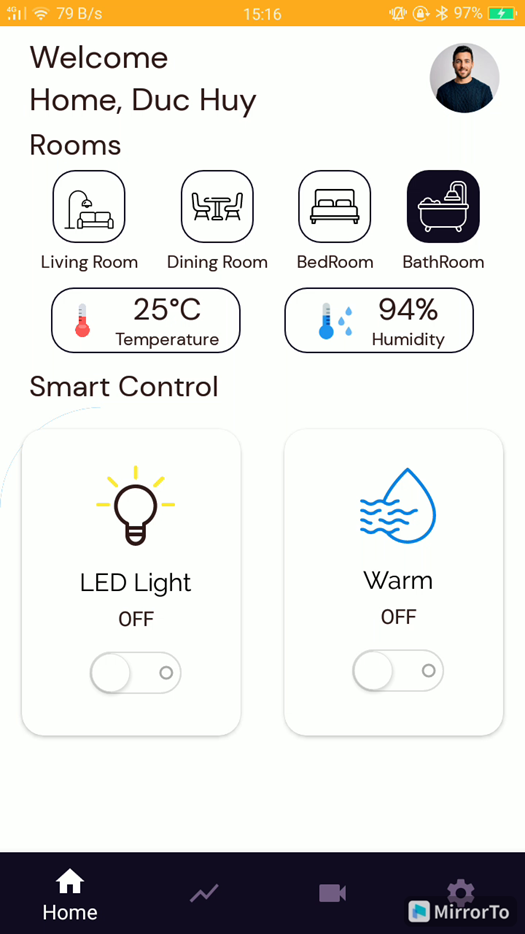 4G 79 B/s 15:16 97%
Welcome
Home, Duc Huy
Rooms
Living Room Dining Room BedRoom BathRoom
25°C 94%
Temperature Humidity
Smart Control
LED Light Warm
OFF OFF
Home
MirrorTo